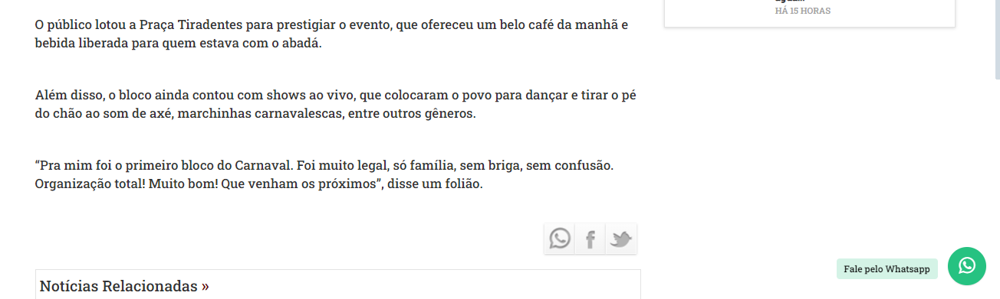 HÁ 15 HORAS
O público lotou a Praça Tiradentes para prestigiar o evento, que ofereceu um belo café da manhã e
bebida liberada para quem estava com o abadá.
Além disso, o bloco ainda contou com shows ao vivo, que colocaram o povo para dançar e tirar o pé
do chão ao som de axé, marchinhas carnavalescas, entre outros gêneros.
“Pra mim foi o primeiro bloco do Carnaval. Foi muito legal, só família, sem briga, sem confusão.
Organização total! Muito bom! Que venham os próximos”, disse um folião.
Fale pelo Whatsapp
Notícias Relacionadas »